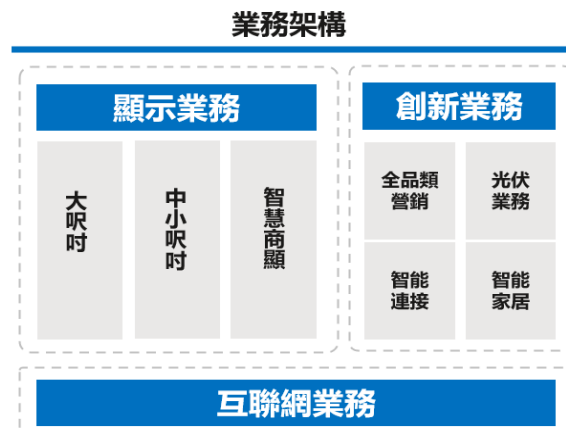 業務架構
顯示業務
大呎吋
中小呎吋
智慧商顯
創新業務
全品類
營銷
光伏
業務
智能
連接
智能
家居
互聯網業務